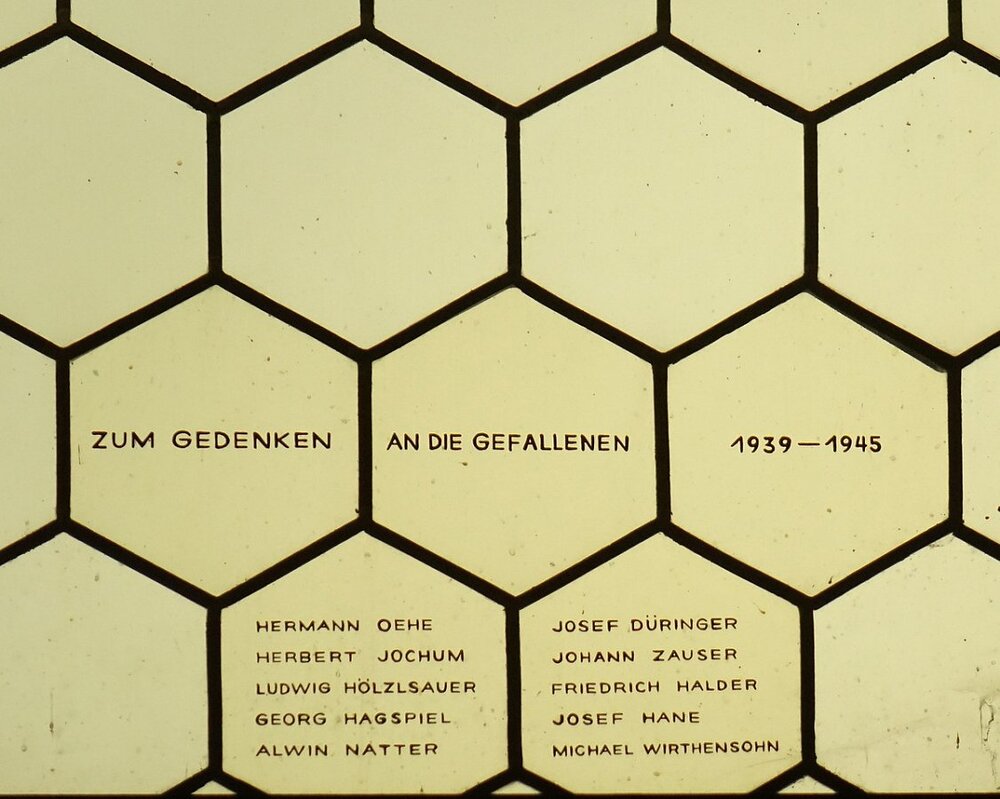 ZUM GEDENKEN
AN DIE GEFALLENEN
1939—1945
HERMANN OEHE
HERBERT JOCHUM
LUDWIG HÖLZLSAUER
GEORG HAGSPIEL
ALWIN NATTER
JOSEF DÜRINGER
JOHANN ZAUSER
FRIEDRICH HALDER
JOSEF HANE
MICHAEL WIRTHENSOHN